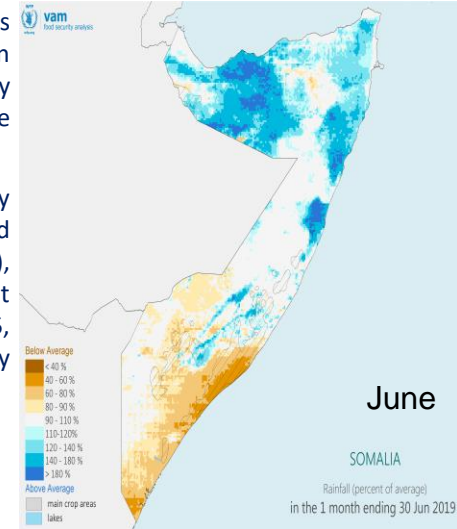 vam
food security analysis
s
n
y
e
y
d
),
t
s,
y
Below Average
< 40 %
40 - 60 %
60 - 80 %
80 - 90 %
90 - 110 %
110-120%
120 - 140 %
140 - 180 %
> 180 %
Above Average
main crop areas
lakes
June
SOMALIA
Rainfall (percent of average)
in the 1 month ending 30 Jun 2019